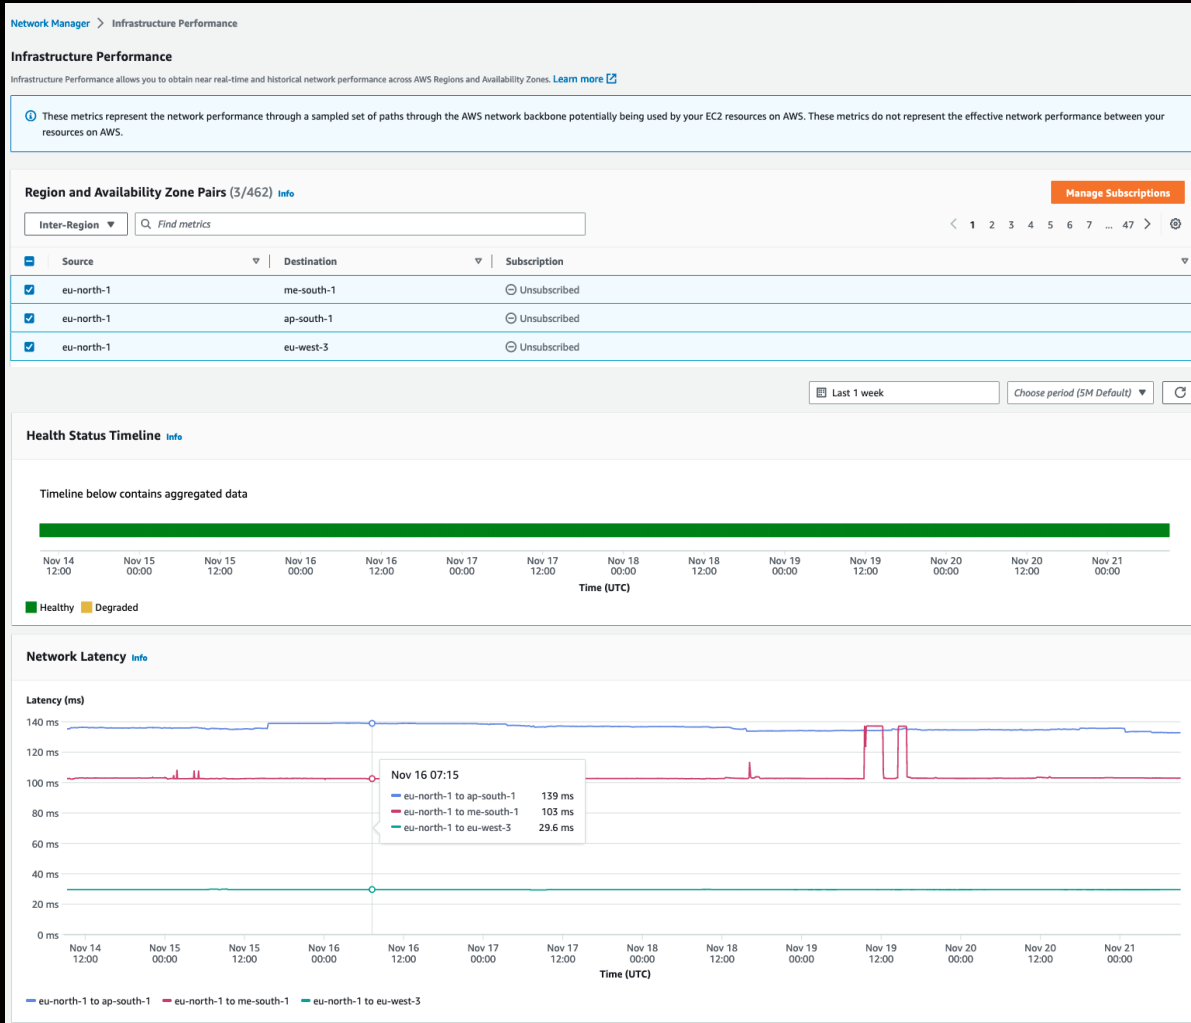 Network Manager > Infrastructure Performance
Infrastructure Performance
Infrastructure Performance allows you to obtain near real-time and historical network performance across AWS Regions and Availability Zones. Learn more
These metrics represent the network performance through a sampled set of paths through the AWS network backbone potentially being used by your EC2 resources on AWS. These metrics do not represent the effective network performance between your
resources on AWS.
Region and Availability Zone Pairs (3/462) Info
Manage Subscriptions
Inter-Region
Find metrics
1 2 3 4 5 6 7 ... 47
Source Destination Subscription
eu-north-1 me-south-1 Unsubscribed
eu-north-1 ap-south-1 Unsubscribed
eu-north-1 eu-west-3 Unsubscribed
Last 1 week
Choose period (5M Default)
Health Status Timeline Info
Timeline below contains aggregated data
Nov 14 Nov 15 Nov 15 Nov 16 Nov 16 Nov 17 Nov 17 Nov 18 Nov 18 Nov 19 Nov 19 Nov 20 Nov 20 Nov 21
12:00 00:00 12:00 00:00 12:00 00:00 12:00 00:00 12:00 00:00 12:00 00:00 12:00 00:00
Time (UTC)
Healthy Degraded
Network Latency Info
Latency (ms)
140 ms
120 ms
100 ms
80 ms
60 ms
40 ms
20 ms
0 ms
Nov 16 07:15
eu-north-1 to ap-south-1 139 ms
eu-north-1 to me-south-1 103 ms
eu-north-1 to eu-west-3 29.6 ms
Nov 14 Nov 15 Nov 15 Nov 16 Nov 16 Nov 17 Nov 17 Nov 18 Nov 18 Nov 19 Nov 19 Nov 20 Nov 20 Nov 21
12:00 00:00 12:00 00:00 12:00 00:00 12:00 00:00 12:00 00:00 12:00 00:00 12:00 00:00
Time (UTC)
eu-north-1 to ap-south-1 eu-north-1 to me-south-1 eu-north-1 to eu-west-3